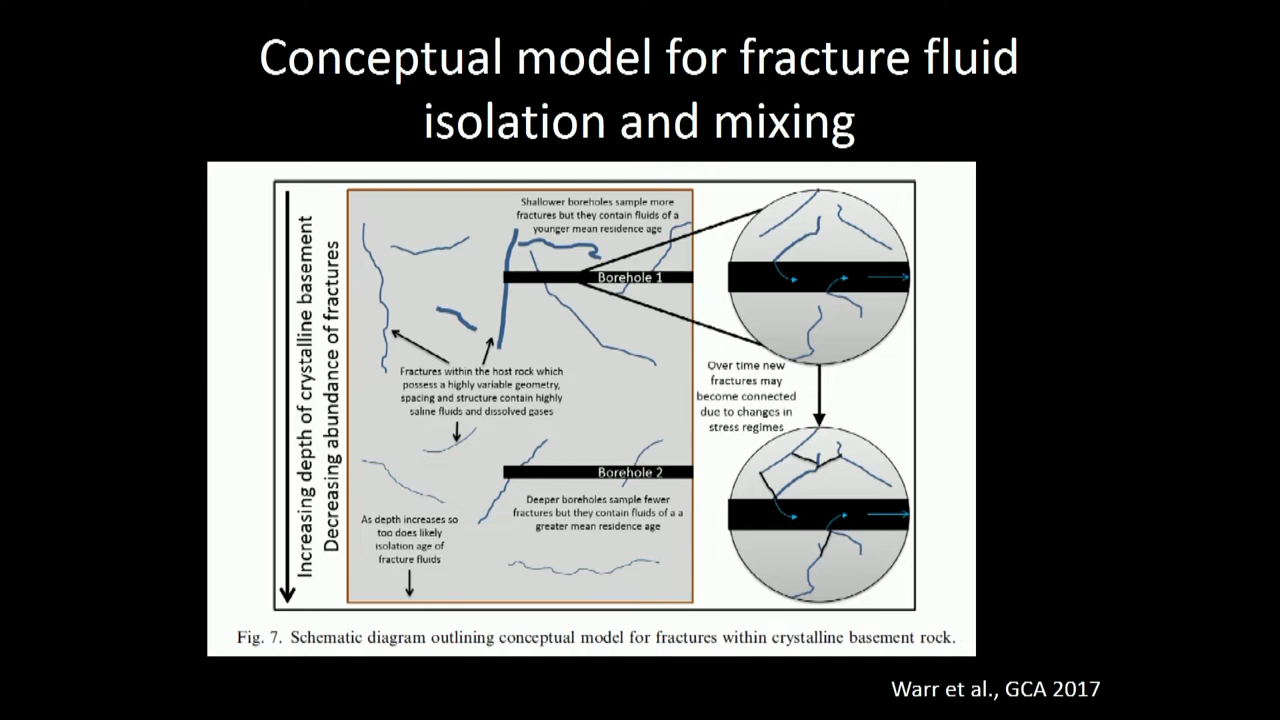 Conceptual model for fracture fluid
isolation and mixing
Increasing depth of crystalline basement
Decreasing abundance of fractures
Shallower boreholes sample more
fractures but they contain fluids of a
younger mean residence age
Borehole 1
Fractures within the host rock which
possess a highly variable geometry,
spacing and structure contain highly
saline fluids and dissolved gases
Over time new
fractures may
become connected
due to changes in
stress regimes
Borehole 2
Deeper boreholes sample fewer
fractures but they contain fluids of a a
greater mean residence age
As depth increases so
too does likely
isolation age of
fracture fluids
Fig. 7. Schematic diagram outlining conceptual model for fractures within crystalline basement rock.
Warr et al., GCA 2017